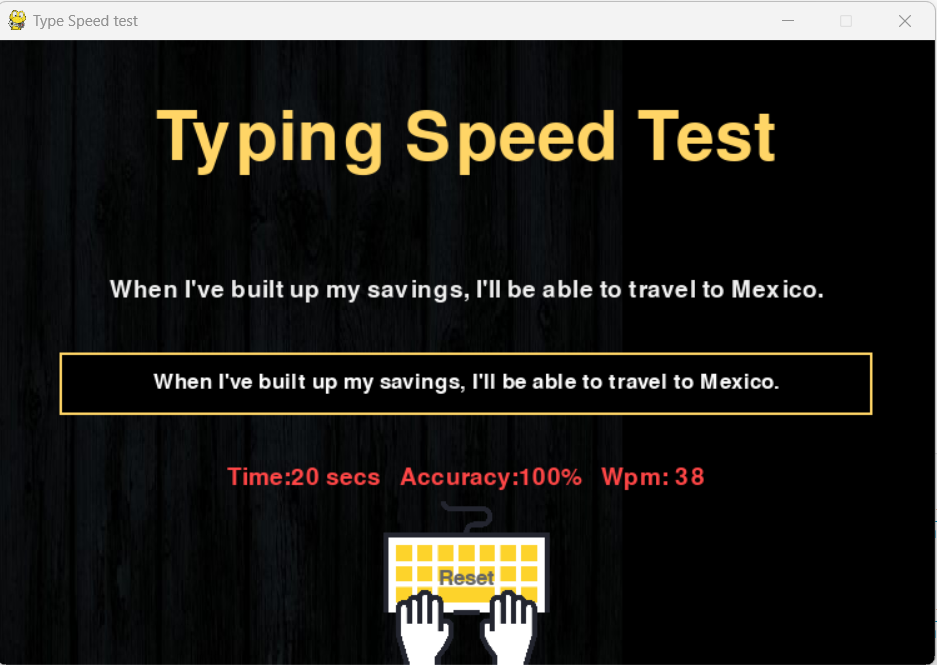 Type Speed test
Typing Speed Test
When I've built up my savings, I'll be able to travel to Mexico.
When I've built up my savings, I'll be able to travel to Mexico.
Time:20 secs Accuracy:100% Wpm: 38
Reset